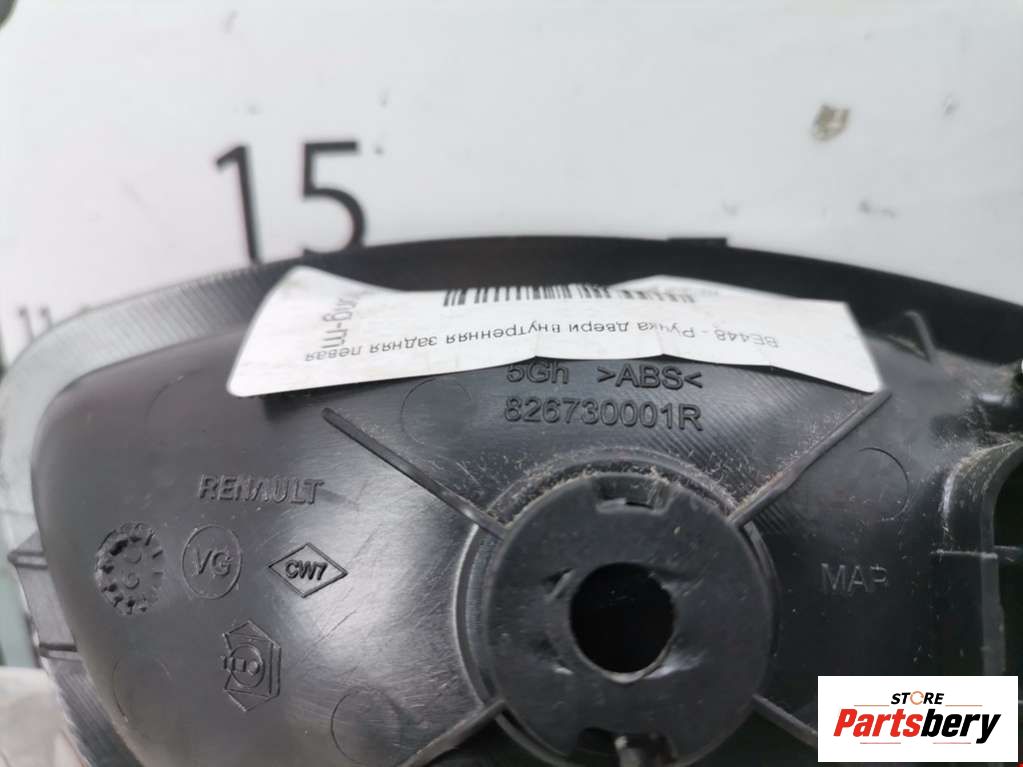 15
BE448 - Ручка двери внутренняя задняя левая
5Gh >ABS<
826730001R
RENAULT
VG
CW7
MAP
STORE
Partsbery